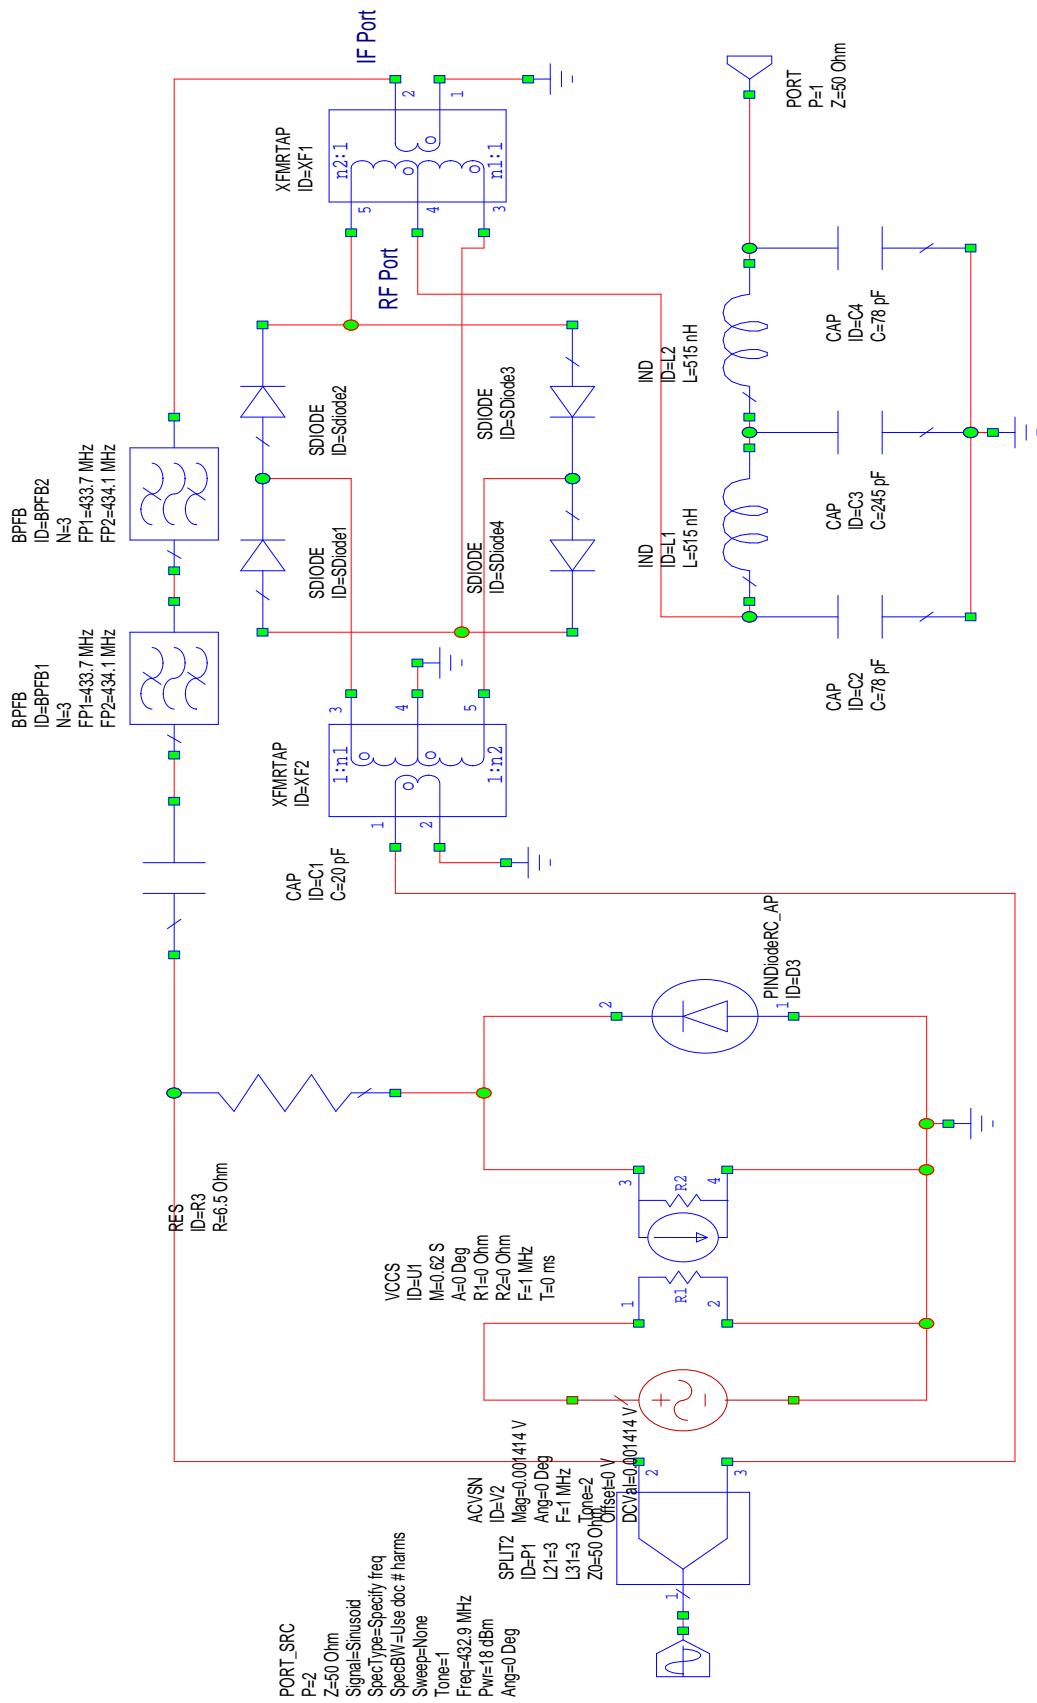 PORT_SRC
P=2
Z=50 Ohm
Signal=Sinusoid
SpecType=Specify freq
SpecBW=Use doc # harms
Sweep=None
Tone=1
Freq=432.9 MHz
Pwr=18 dBm
Ang=0 Deg
1
SPLIT2
ID=P1
L21=3
L31=3
Z0=50 Ohm
2
3
ACVSN
ID=V2
Mag=0.001414 V
Ang=0 Deg
F=1 MHz
Tone=2
Offset=0 V
DCVal=0.001414 V
+
-
VCCS
ID=U1
M=0.62 S
A=0 Deg
R1=0 Ohm
R2=0 Ohm
F=1 MHz
T=0 ms
1
2
R1
3
4
R2
RES
ID=R3
R=6.5 Ohm
PINDiodeRC_AP
ID=D3
2
1
CAP
ID=C1
C=20 pF
BPFB
ID=BPFB1
N=3
FP1=433.7 MHz
FP2=434.1 MHz
BPFB
ID=BPFB2
N=3
FP1=433.7 MHz
FP2=434.1 MHz
XFMRTAP
ID=XF2
1
2
1:n1
1:n2
3
4
5
o
o
o
SDIODE
ID=SDiode1
SDIODE
ID=Sdiode2
SDIODE
ID=SDiode4
SDIODE
ID=SDiode3
XFMRTAP
ID=XF1
n2:1
n1:1
5
4
3
o
o
o
2
1
RF Port
IF Port
CAP
ID=C2
C=78 pF
IND
ID=L1
L=515 nH
CAP
ID=C3
C=245 pF
IND
ID=L2
L=515 nH
CAP
ID=C4
C=78 pF
PORT
P=1
Z=50 Ohm